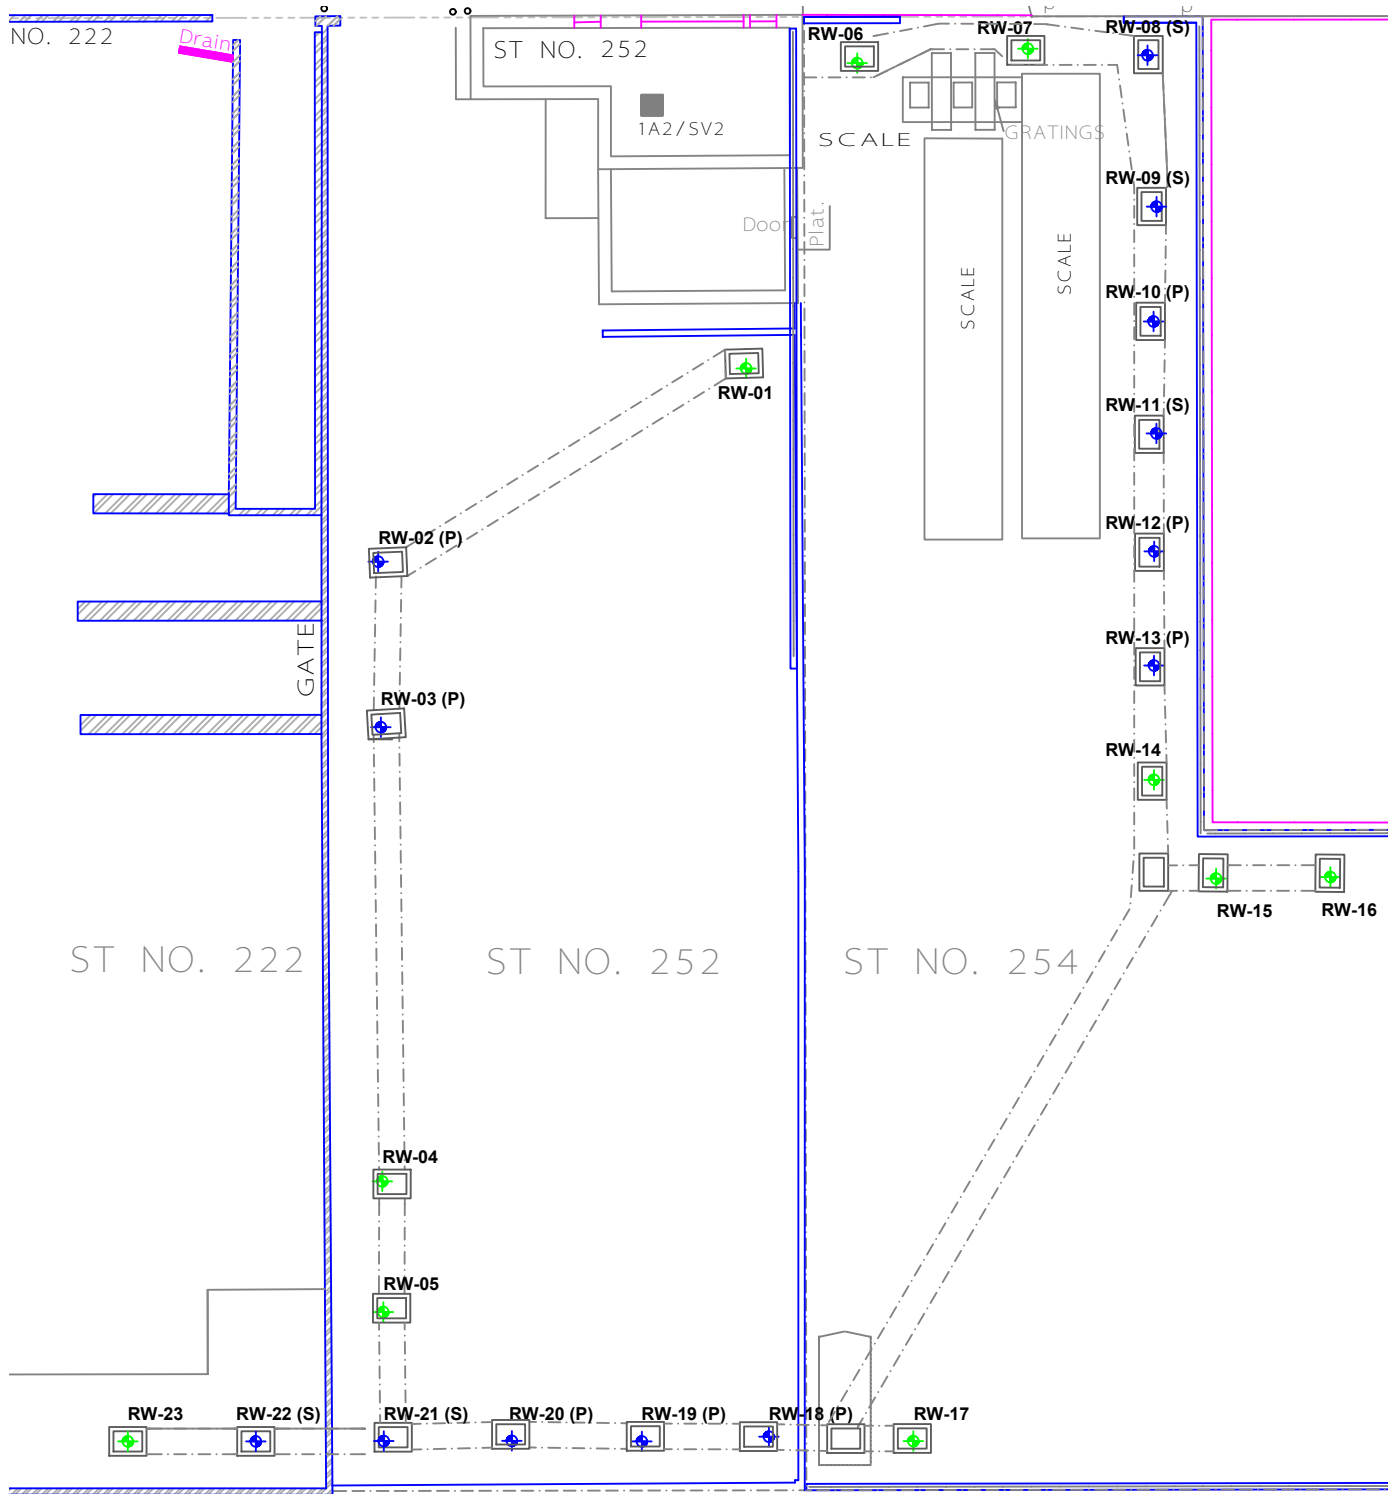 NO. 222
Drain
ST NO. 252
RW-06
RW-07
RW-08 (S)
1A2/SV2
SCALE
GRATINGS
RW-09 (S)
Door
Plat.
SCALE
SCALE
RW-10 (P)
RW-01
RW-11 (S)
RW-02 (P)
RW-12 (P)
GATE
RW-13 (P)
RW-03 (P)
RW-14
RW-15
RW-16
ST NO. 222
ST NO. 252
ST NO. 254
RW-04
RW-05
RW-23
RW-22 (S)
RW-21 (S)
RW-20 (P)
RW-19 (P)
RW-18 (P)
RW-17